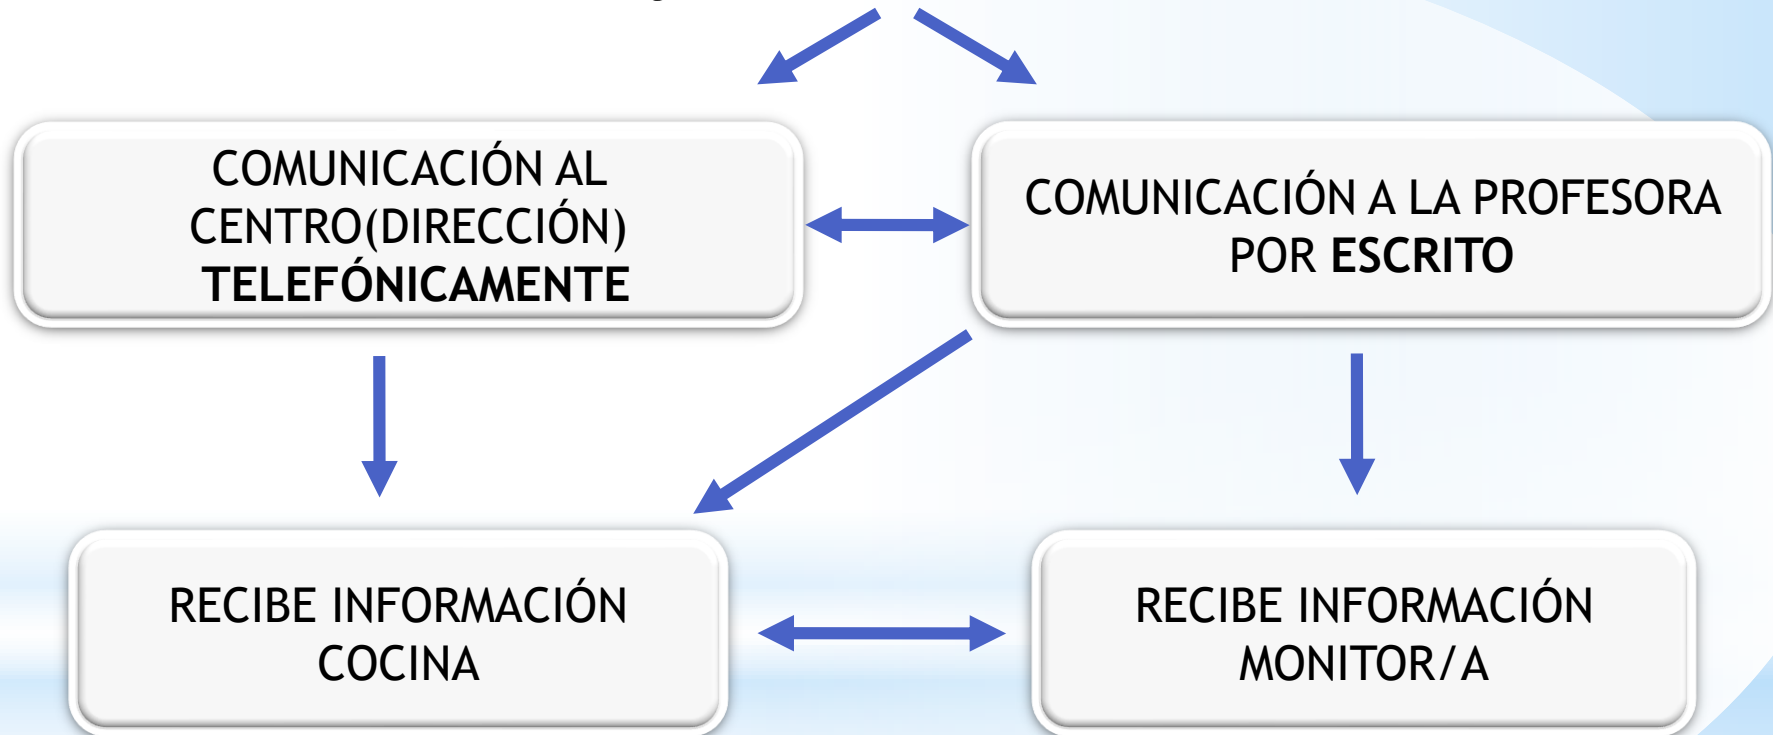 COMUNICACIÓN AL
CENTRO(DIRECCIÓN)
TELEFÓNICAMENTE
COMUNICACIÓN A LA PROFESORA
POR ESCRITO
RECIBE INFORMACIÓN
COCINA
RECIBE INFORMACIÓN
MONITOR/A